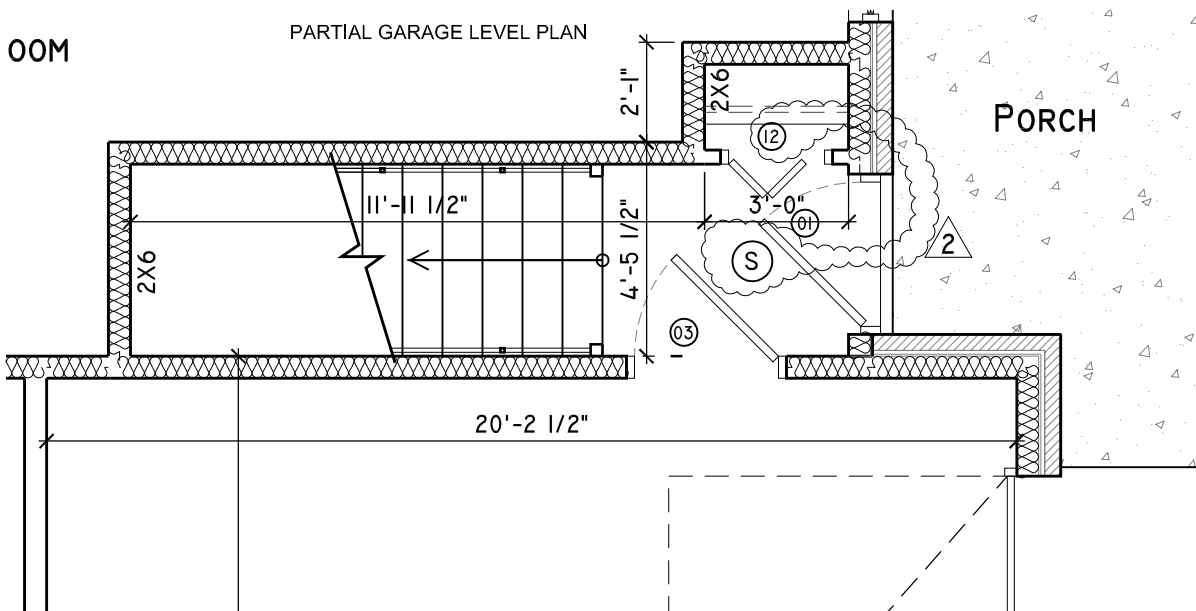 PARTIAL GARAGE LEVEL PLAN
OOM
2'-1"
2X6
PORCH
12
11'-11 1/2"
3'-0"
01
4'-5 1/2"
2X6
S
2
03
20'-2 1/2"